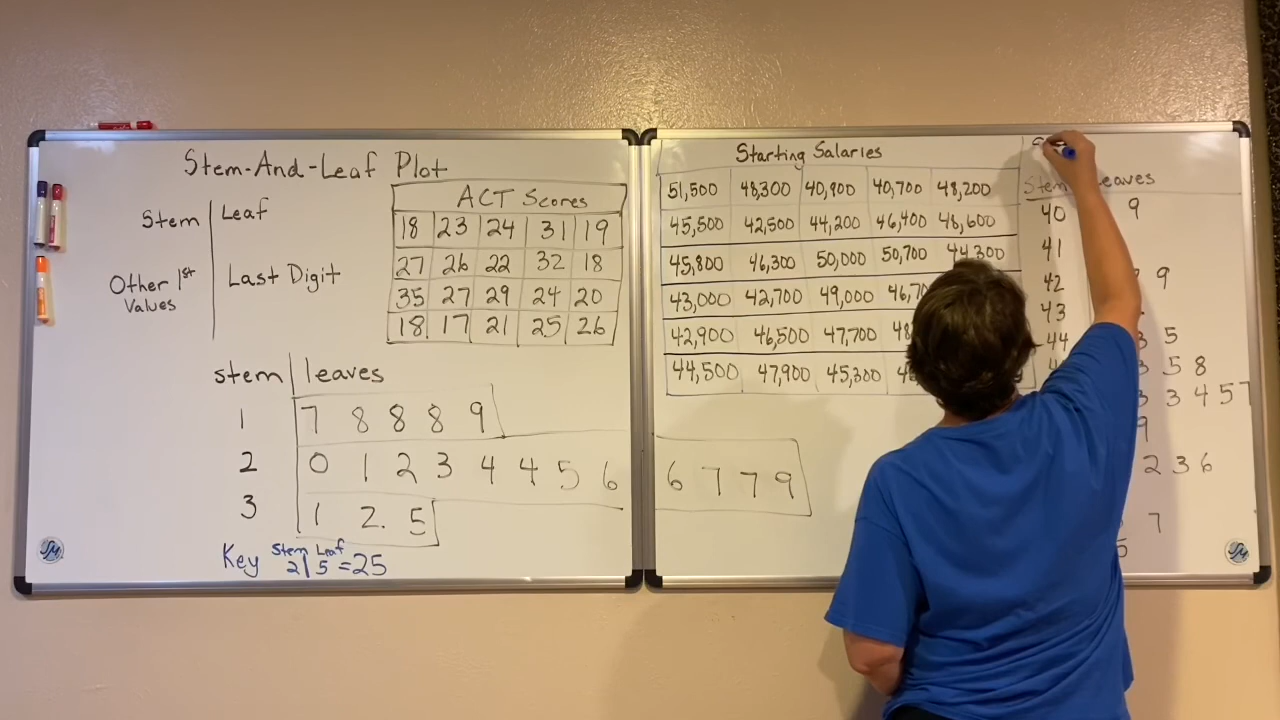 Stem-And-Leaf Plot
Stem | Leaf
Other 1st Values | Last Digit
ACT Scores
18 23 24 31 19
27 26 22 32 18
35 27 29 24 20
18 17 21 25 26
stem | leaves
1 7 8 8 8 9
2 0 1 2 3 4 4 5 6 6 7 7 9
3 1 2. 5
Key Stem Leaf
2|5 = 25
SM
Starting Salaries
51,500 48,300 40,900 40,700 48,200
45,500 42,500 44,200 46,400 48,600
45,800 46,300 50,000 50,700 44,300
43,000 42,700 49,000 46,70
42,900 46,500 47,700 48
44,500 47,900 45,300
Stem Leaves
40 9
41
42 9
43
44 3 5
3 5 8
3 3 4 5 7
9
2 3 6
7
5
SM